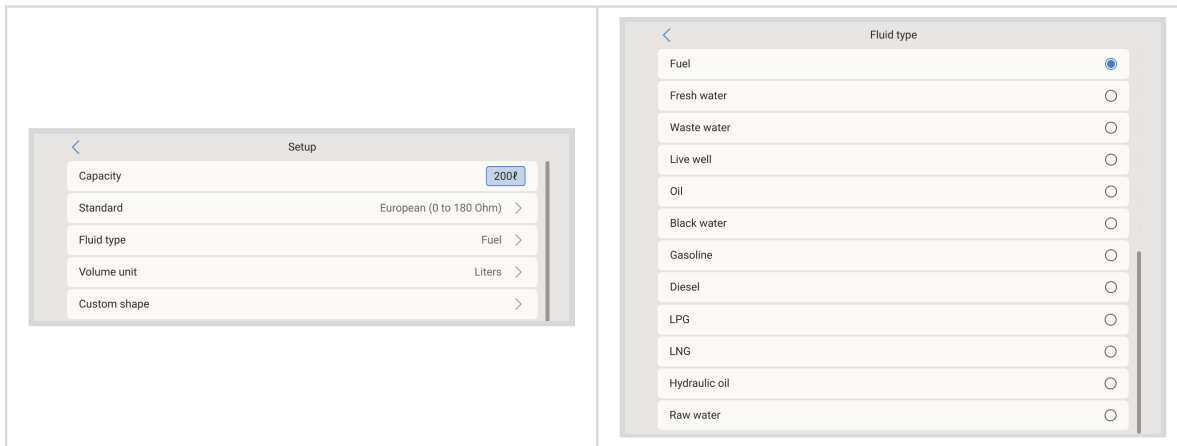 Setup
Capacity 200ℓ
Standard European (0 to 180 Ohm)
Fluid type Fuel
Volume unit Liters
Custom shape
Fluid type
Fuel
Fresh water
Waste water
Live well
Oil
Black water
Gasoline
Diesel
LPG
LNG
Hydraulic oil
Raw water